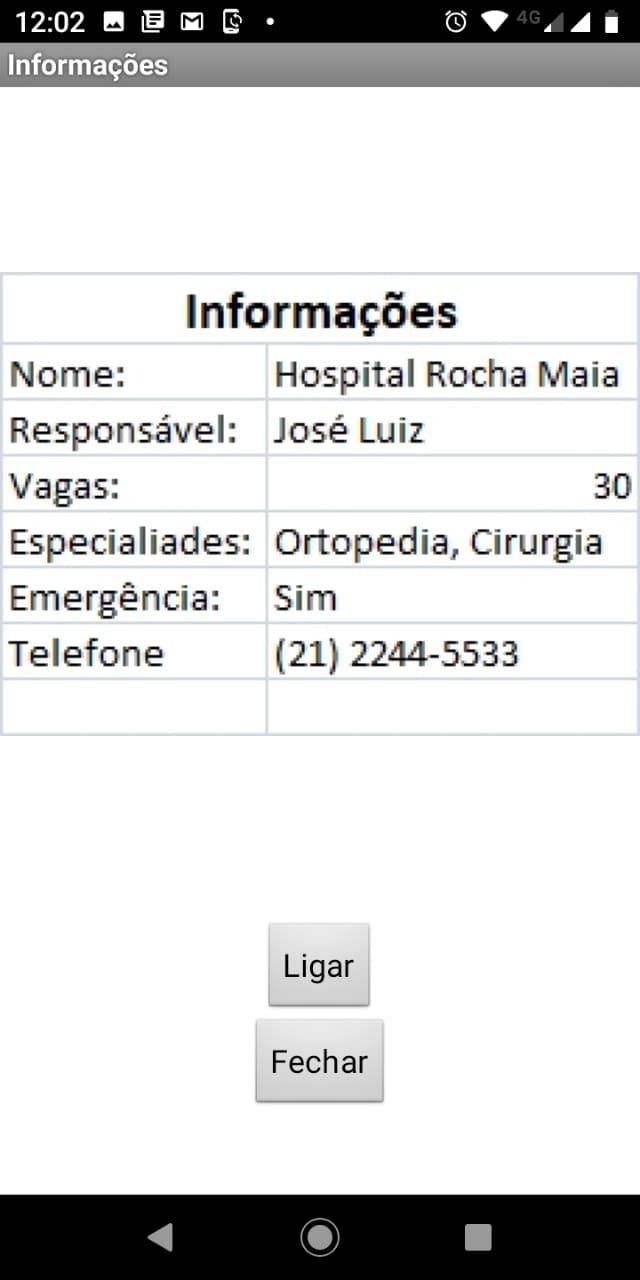 12:02 4G
Informações
Informações
Nome: Hospital Rocha Maia
Responsável: José Luiz
Vagas: 30
Especialiades: Ortopedia, Cirurgia
Emergência: Sim
Telefone (21) 2244-5533
Ligar
Fechar